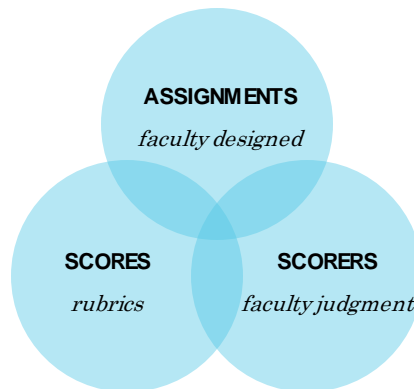 ASSIGNMENTS
faculty designed
SCORES
rubrics
SCORERS
faculty judgment